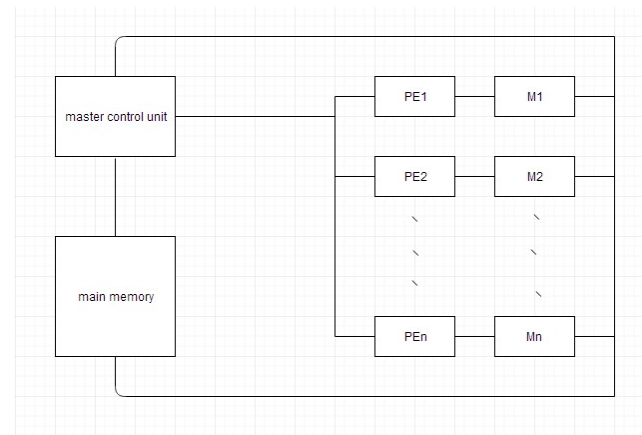 master control unit
PE1
M1
PE2
M2
main memory
PEn
Mn